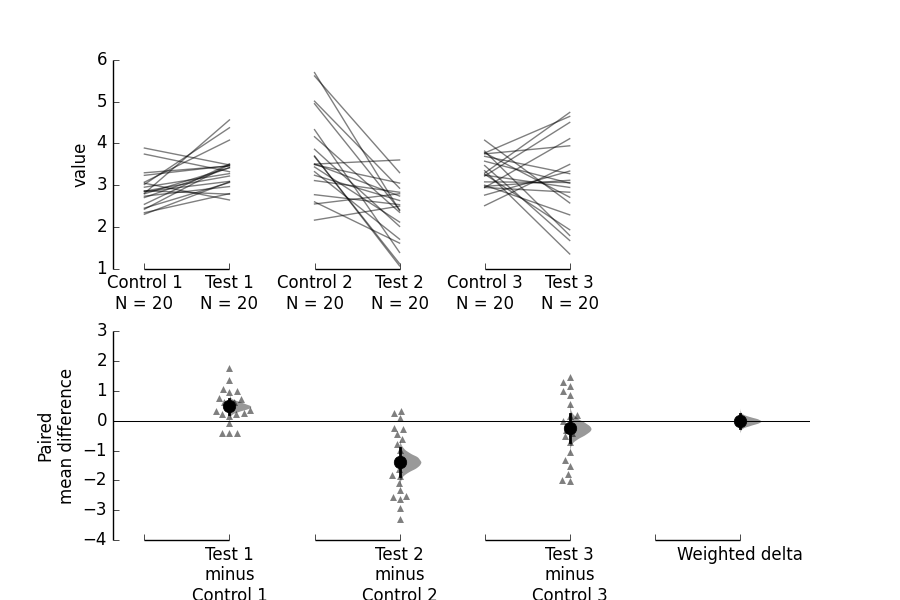 6
5
4
3
2
1
value
Control 1 Test 1 Control 2 Test 2 Control 3 Test 3
N = 20 N = 20 N = 20 N = 20 N = 20 N = 20
3
2
1
0
−1
−2
−3
−4
Paired
mean difference
Test 1 Test 2 Test 3 Weighted delta
minus minus minus
Control 1 Control 2 Control 3